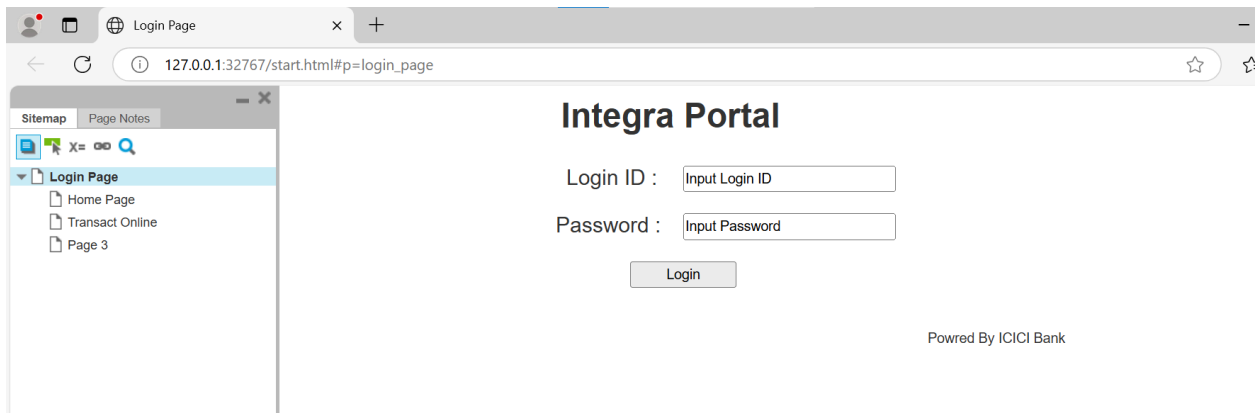 Login Page
127.0.0.1:32767/start.html#p=login_page
Sitemap Page Notes
X=
Login Page
Home Page
Transact Online
Page 3
Integra Portal
Login ID : Input Login ID
Password : Input Password
Login
Powred By ICICI Bank